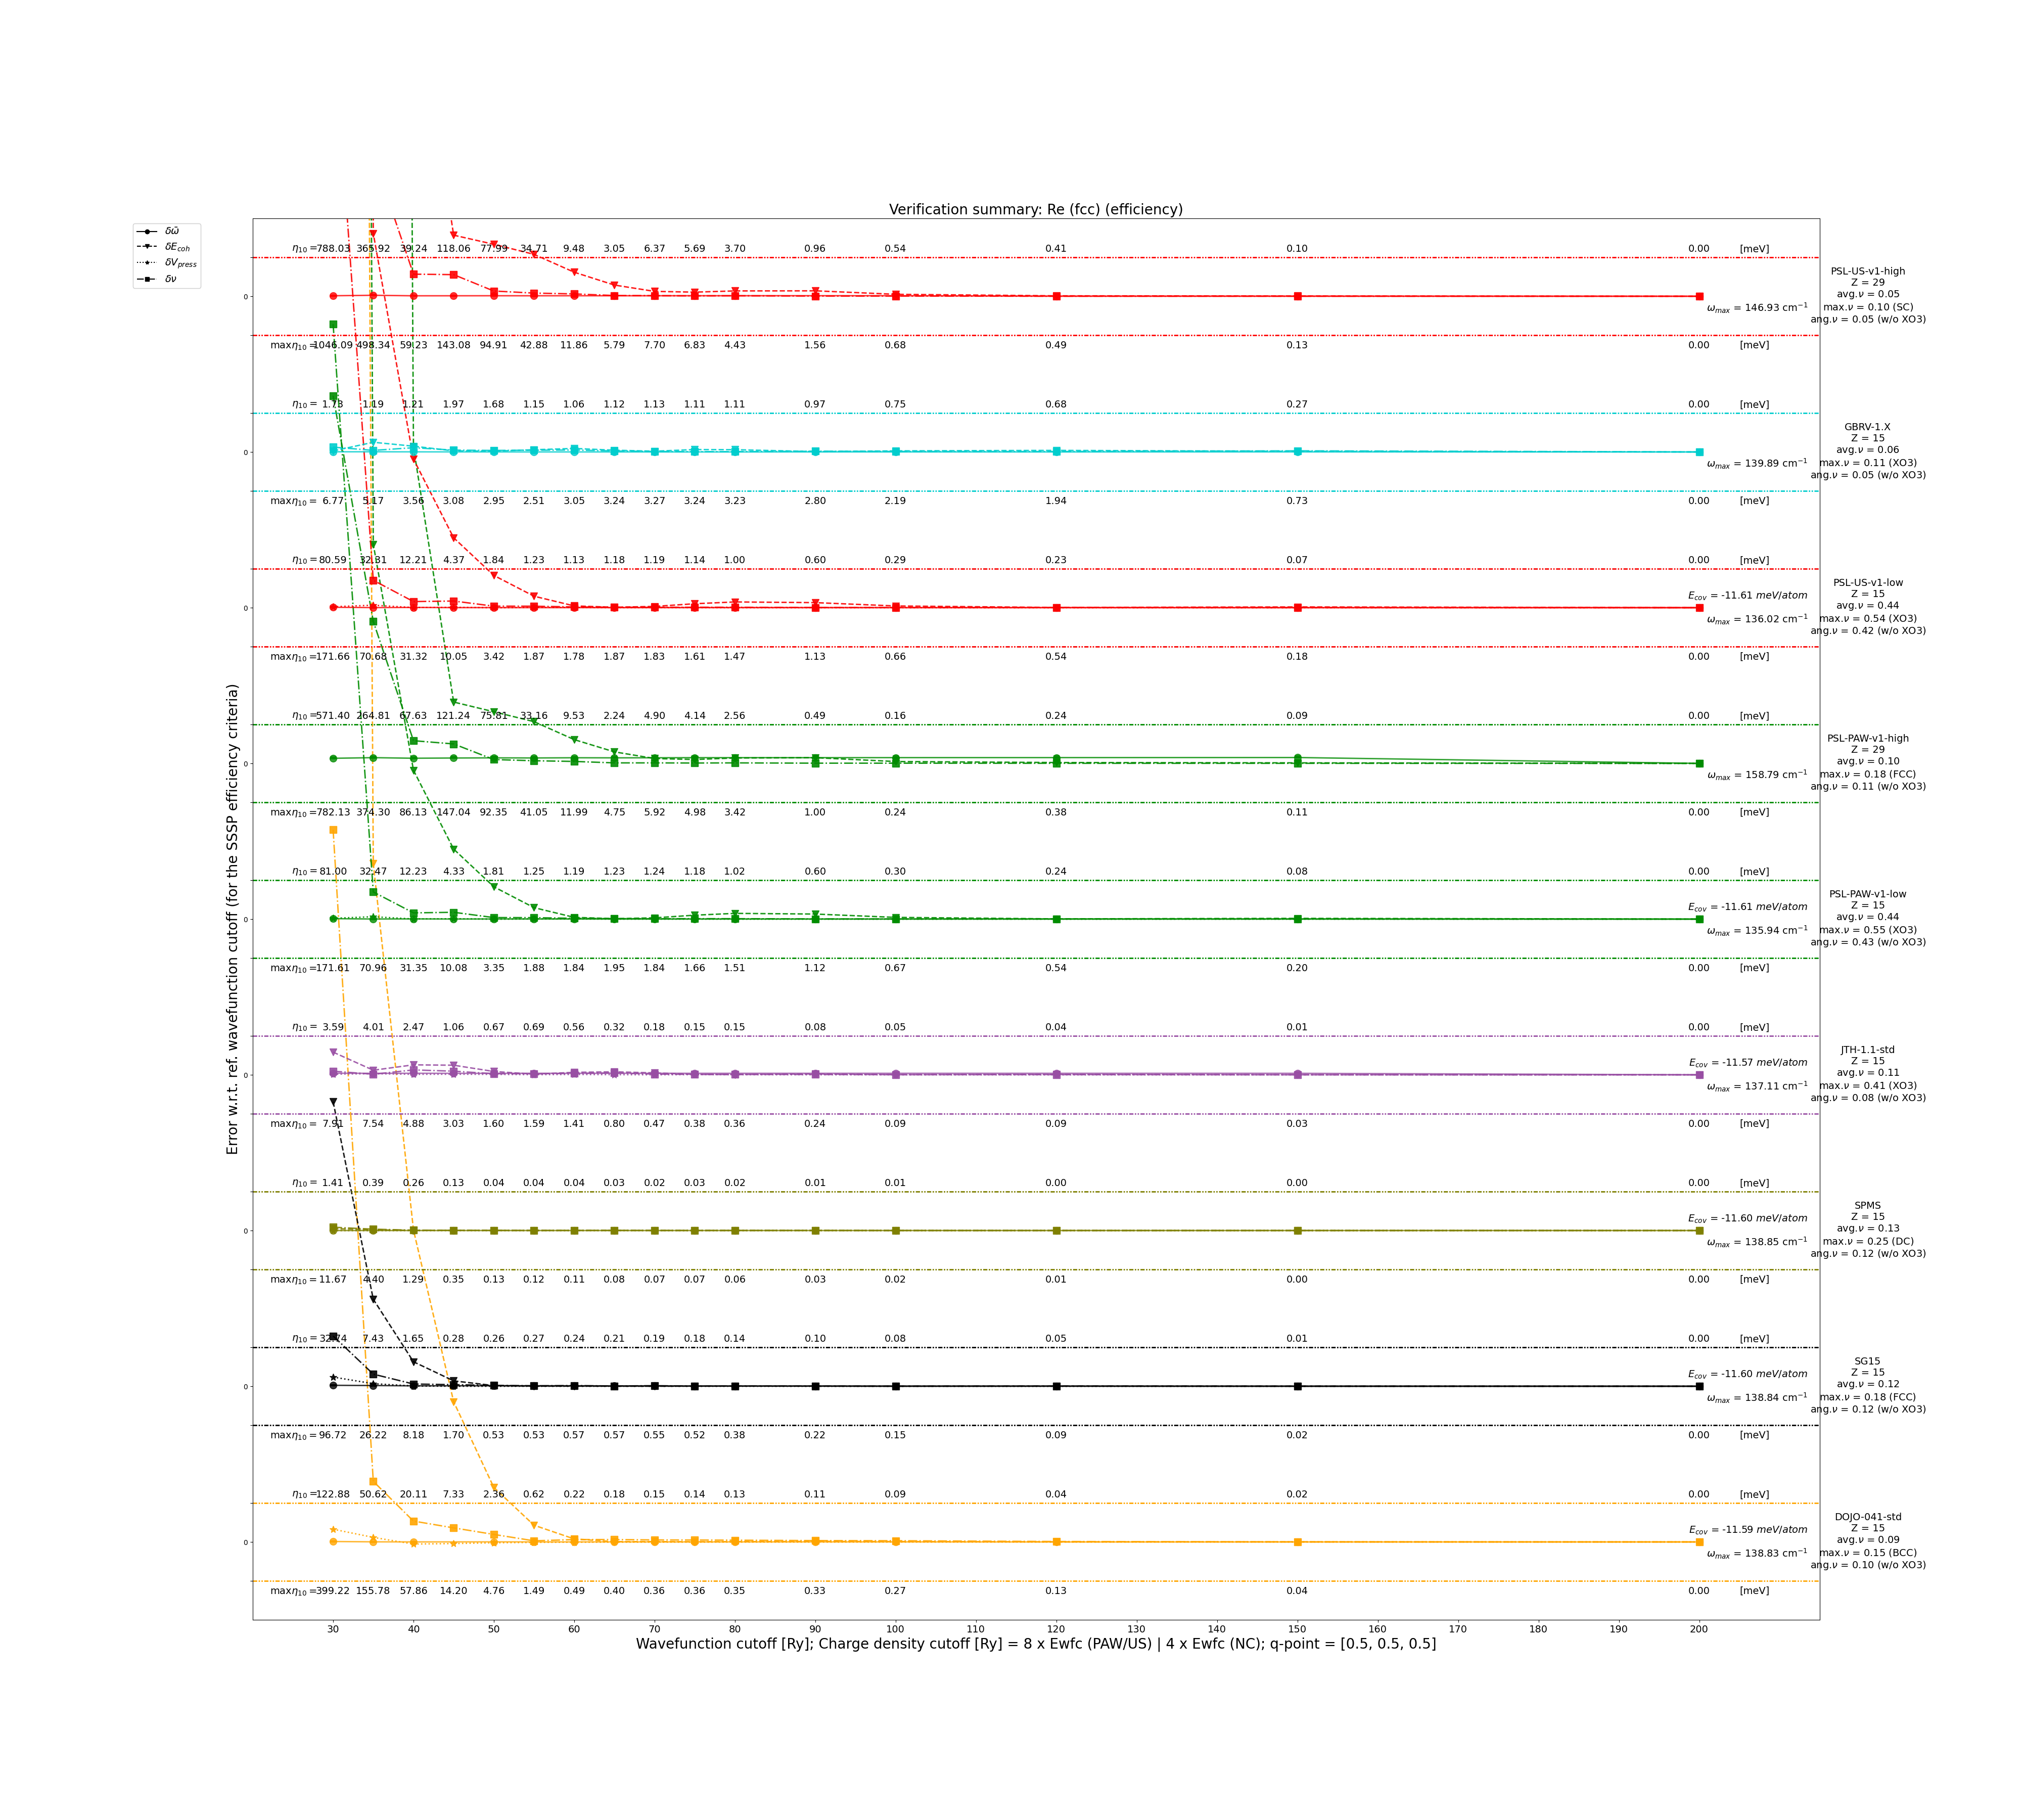 Verification summary: Re (fcc) (efficiency)
δω̄
δE_coh
δV_press
δν
Error w.r.t. ref. wavefunction cutoff (for the SSSP efficiency criteria)
η₁₀ = 788.03 365.92 39.24 118.06 77.99 34.71 9.48 3.05 6.37 5.69 3.70 0.96 0.54 0.41 0.10 0.00 [meV]
0
ω_max = 146.93 cm⁻¹
maxη₁₀ = 1046.09 498.34 59.23 143.08 94.91 42.88 11.86 5.79 7.70 6.83 4.43 1.56 0.68 0.49 0.13 0.00 [meV]
PSL-US-v1-high
Z = 29
avg.ν = 0.05
max.ν = 0.10 (SC)
ang.ν = 0.05 (w/o XO3)
η₁₀ = 1.73 1.19 1.21 1.97 1.68 1.15 1.06 1.12 1.13 1.11 1.11 0.97 0.75 0.68 0.27 0.00 [meV]
0
ω_max = 139.89 cm⁻¹
maxη₁₀ = 6.77 5.17 3.56 3.08 2.95 2.51 3.05 3.24 3.27 3.24 3.23 2.80 2.19 1.94 0.73 0.00 [meV]
GBRV-1.X
Z = 15
avg.ν = 0.06
max.ν = 0.11 (XO3)
ang.ν = 0.05 (w/o XO3)
η₁₀ = 80.59 32.31 12.21 4.37 1.84 1.23 1.13 1.18 1.19 1.14 1.00 0.60 0.29 0.23 0.07 0.00 [meV]
0
E_cov = -11.61 meV/atom
ω_max = 136.02 cm⁻¹
maxη₁₀ = 171.66 70.68 31.32 10.05 3.42 1.87 1.78 1.87 1.83 1.61 1.47 1.13 0.66 0.54 0.18 0.00 [meV]
PSL-US-v1-low
Z = 15
avg.ν = 0.44
max.ν = 0.54 (XO3)
ang.ν = 0.42 (w/o XO3)
η₁₀ = 571.40 264.81 67.63 121.24 75.81 33.16 9.53 2.24 4.90 4.14 2.56 0.49 0.16 0.24 0.09 0.00 [meV]
0
ω_max = 158.79 cm⁻¹
maxη₁₀ = 782.13 374.30 86.13 147.04 92.35 41.05 11.99 4.75 5.92 4.98 3.42 1.00 0.24 0.38 0.11 0.00 [meV]
PSL-PAW-v1-high
Z = 29
avg.ν = 0.10
max.ν = 0.18 (FCC)
ang.ν = 0.11 (w/o XO3)
η₁₀ = 81.00 32.47 12.23 4.33 1.81 1.25 1.19 1.23 1.24 1.18 1.02 0.60 0.30 0.24 0.08 0.00 [meV]
0
E_cov = -11.61 meV/atom
ω_max = 135.94 cm⁻¹
maxη₁₀ = 171.61 70.96 31.35 10.08 3.35 1.88 1.84 1.95 1.84 1.66 1.51 1.12 0.67 0.54 0.20 0.00 [meV]
PSL-PAW-v1-low
Z = 15
avg.ν = 0.44
max.ν = 0.55 (XO3)
ang.ν = 0.43 (w/o XO3)
η₁₀ = 3.59 4.01 2.47 1.06 0.67 0.69 0.56 0.32 0.18 0.15 0.15 0.08 0.05 0.04 0.01 0.00 [meV]
0
E_cov = -11.57 meV/atom
ω_max = 137.11 cm⁻¹
maxη₁₀ = 7.91 7.54 4.88 3.03 1.60 1.59 1.41 0.80 0.47 0.38 0.36 0.24 0.09 0.09 0.03 0.00 [meV]
JTH-1.1-std
Z = 15
avg.ν = 0.11
max.ν = 0.41 (XO3)
ang.ν = 0.08 (w/o XO3)
η₁₀ = 1.41 0.39 0.26 0.13 0.04 0.04 0.04 0.03 0.02 0.03 0.02 0.01 0.01 0.00 0.00 0.00 [meV]
0
E_cov = -11.60 meV/atom
ω_max = 138.85 cm⁻¹
maxη₁₀ = 11.67 4.40 1.29 0.35 0.13 0.12 0.11 0.08 0.07 0.07 0.06 0.03 0.02 0.01 0.00 0.00 [meV]
SPMS
Z = 15
avg.ν = 0.13
max.ν = 0.25 (DC)
ang.ν = 0.12 (w/o XO3)
η₁₀ = 32.74 7.43 1.65 0.28 0.26 0.27 0.24 0.21 0.19 0.18 0.14 0.10 0.08 0.05 0.01 0.00 [meV]
0
E_cov = -11.60 meV/atom
ω_max = 138.84 cm⁻¹
maxη₁₀ = 96.72 26.22 8.18 1.70 0.53 0.53 0.57 0.57 0.55 0.52 0.38 0.22 0.15 0.09 0.02 0.00 [meV]
SG15
Z = 15
avg.ν = 0.12
max.ν = 0.18 (FCC)
ang.ν = 0.12 (w/o XO3)
η₁₀ = 122.88 50.62 20.11 7.33 2.36 0.62 0.22 0.18 0.15 0.14 0.13 0.11 0.09 0.04 0.02 0.00 [meV]
0
E_cov = -11.59 meV/atom
ω_max = 138.83 cm⁻¹
maxη₁₀ = 399.22 155.78 57.86 14.20 4.76 1.49 0.49 0.40 0.36 0.36 0.35 0.33 0.27 0.13 0.04 0.00 [meV]
DOJO-041-std
Z = 15
avg.ν = 0.09
max.ν = 0.15 (BCC)
ang.ν = 0.10 (w/o XO3)
30 40 50 60 70 80 90 100 110 120 130 140 150 160 170 180 190 200
Wavefunction cutoff [Ry]; Charge density cutoff [Ry] = 8 x Ewfc (PAW/US) | 4 x Ewfc (NC); q-point = [0.5, 0.5, 0.5]